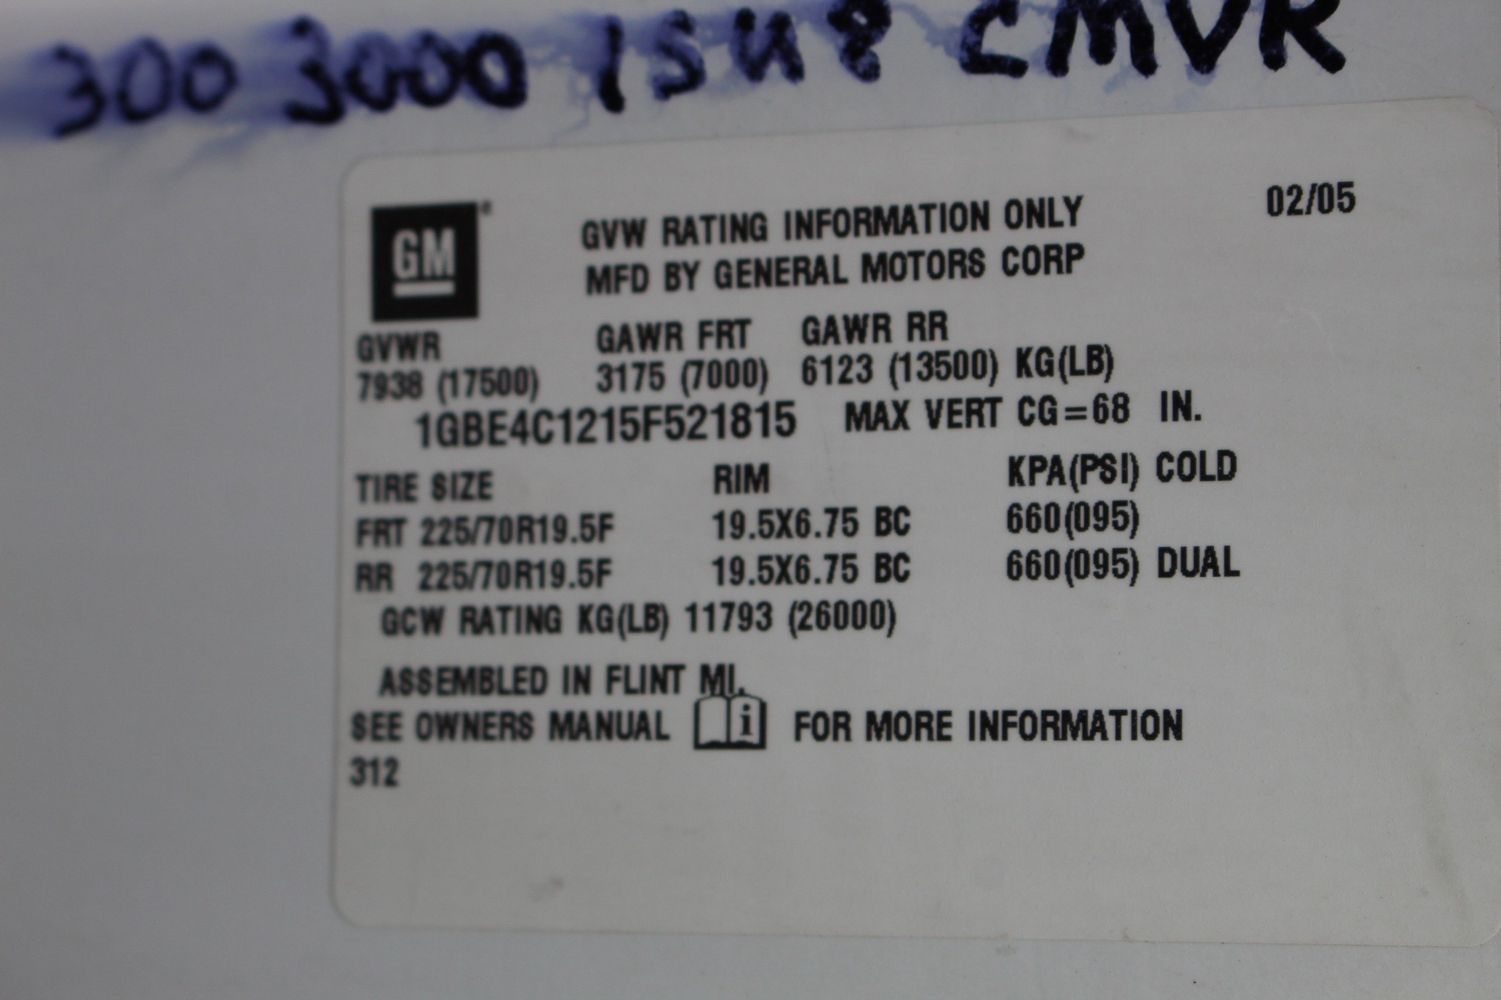 300 3000 ISU? CMVR
GM
GVW RATING INFORMATION ONLY 02/05
MFD BY GENERAL MOTORS CORP
GVWR GAWR FRT GAWR RR
7938 (17500) 3175 (7000) 6123 (13500) KG(LB)
1GBE4C1215F521815 MAX VERT CG=68 IN.
TIRE SIZE RIM KPA(PSI) COLD
FRT 225/70R19.5F 19.5X6.75 BC 660(095)
RR 225/70R19.5F 19.5X6.75 BC 660(095) DUAL
GCW RATING KG(LB) 11793 (26000)
ASSEMBLED IN FLINT MI.
SEE OWNERS MANUAL i FOR MORE INFORMATION
312